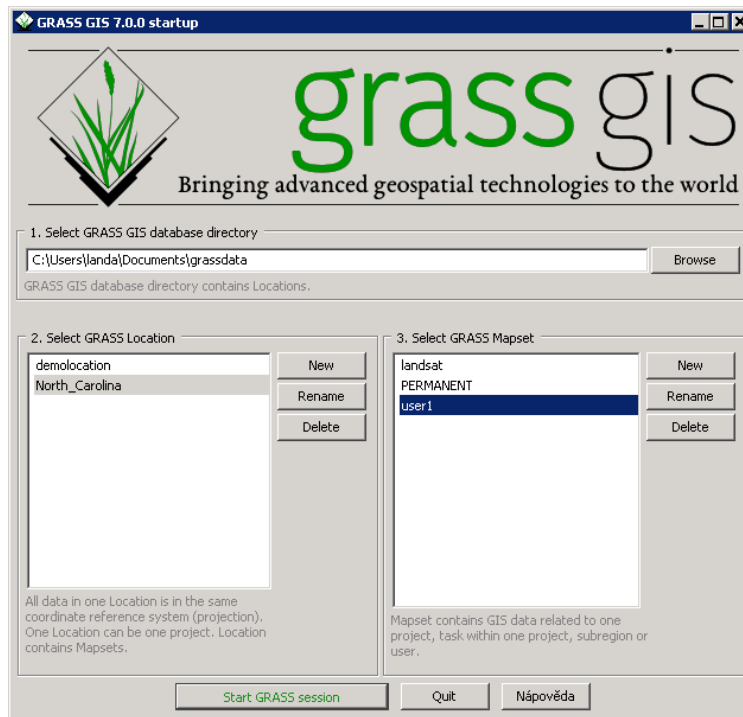 GRASS GIS 7.0.0 startup
grass gis
Bringing advanced geospatial technologies to the world
1. Select GRASS GIS database directory
C:\Users\landa\Documents\grassdata
Browse
GRASS GIS database directory contains Locations.
2. Select GRASS Location
demolocation
North_Carolina
New
Rename
Delete
All data in one Location is in the same
coordinate reference system (projection).
One Location can be one project. Location
contains Mapsets.
3. Select GRASS Mapset
landsat
PERMANENT
user1
New
Rename
Delete
Mapset contains GIS data related to one
project, task within one project, subregion or
user.
Start GRASS session
Quit
Nápověda